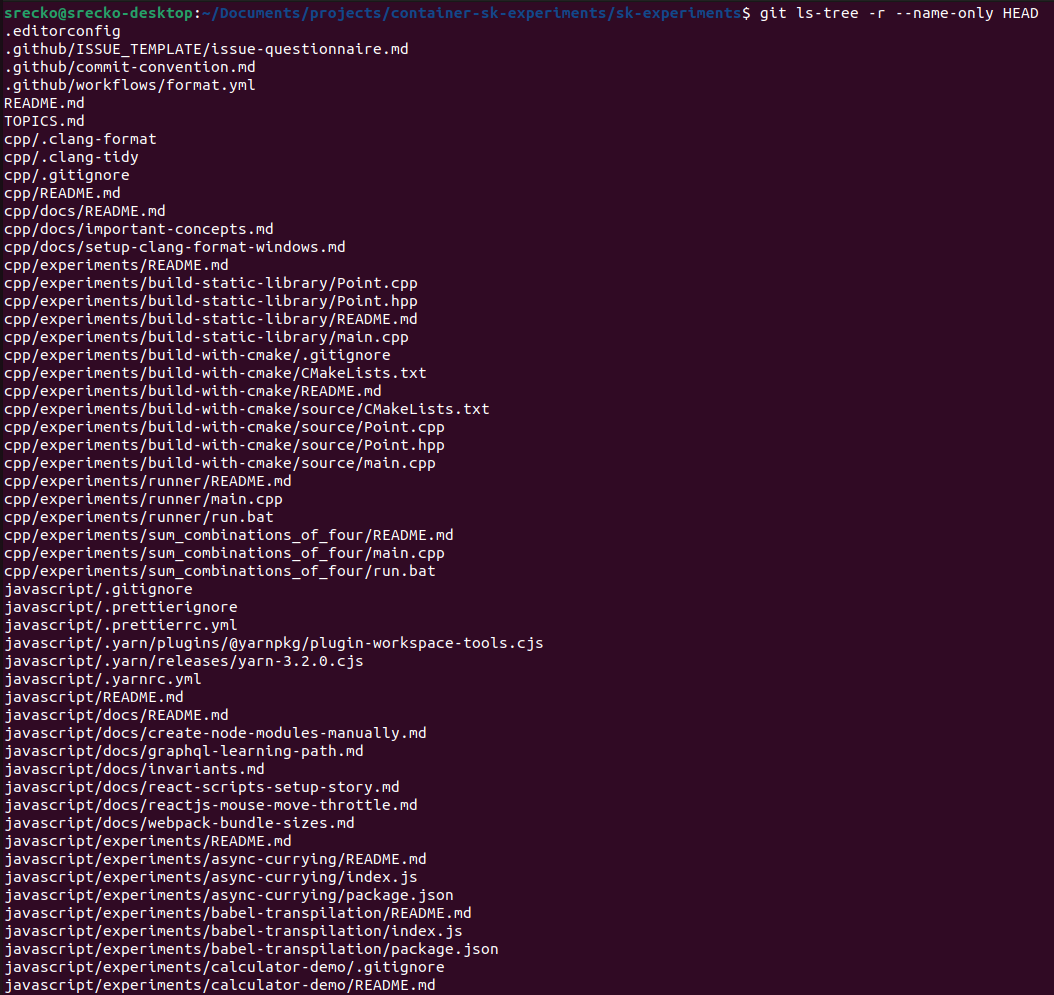 srecko@srecko-desktop:~/Documents/projects/container-sk-experiments/sk-experiments$ git ls-tree -r --name-only HEAD
.editorconfig
.github/ISSUE_TEMPLATE/issue-questionnaire.md
.github/commit-convention.md
.github/workflows/format.yml
README.md
TOPICS.md
cpp/.clang-format
cpp/.clang-tidy
cpp/.gitignore
cpp/README.md
cpp/docs/README.md
cpp/docs/important-concepts.md
cpp/docs/setup-clang-format-windows.md
cpp/experiments/README.md
cpp/experiments/build-static-library/Point.cpp
cpp/experiments/build-static-library/Point.hpp
cpp/experiments/build-static-library/README.md
cpp/experiments/build-static-library/main.cpp
cpp/experiments/build-with-cmake/.gitignore
cpp/experiments/build-with-cmake/CMakeLists.txt
cpp/experiments/build-with-cmake/README.md
cpp/experiments/build-with-cmake/source/CMakeLists.txt
cpp/experiments/build-with-cmake/source/Point.cpp
cpp/experiments/build-with-cmake/source/Point.hpp
cpp/experiments/build-with-cmake/source/main.cpp
cpp/experiments/runner/README.md
cpp/experiments/runner/main.cpp
cpp/experiments/runner/run.bat
cpp/experiments/sum_combinations_of_four/README.md
cpp/experiments/sum_combinations_of_four/main.cpp
cpp/experiments/sum_combinations_of_four/run.bat
javascript/.gitignore
javascript/.prettierignore
javascript/.prettierrc.yml
javascript/.yarn/plugins/@yarnpkg/plugin-workspace-tools.cjs
javascript/.yarn/releases/yarn-3.2.0.cjs
javascript/.yarnrc.yml
javascript/README.md
javascript/docs/README.md
javascript/docs/create-node-modules-manually.md
javascript/docs/graphql-learning-path.md
javascript/docs/invariants.md
javascript/docs/react-scripts-setup-story.md
javascript/docs/reactjs-mouse-move-throttle.md
javascript/docs/webpack-bundle-sizes.md
javascript/experiments/README.md
javascript/experiments/async-currying/README.md
javascript/experiments/async-currying/index.js
javascript/experiments/async-currying/package.json
javascript/experiments/babel-transpilation/README.md
javascript/experiments/babel-transpilation/index.js
javascript/experiments/babel-transpilation/package.json
javascript/experiments/calculator-demo/.gitignore
javascript/experiments/calculator-demo/README.md